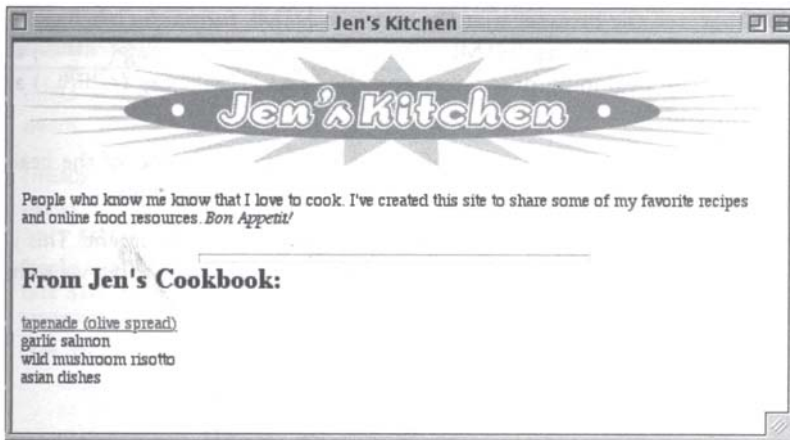 Jen's Kitchen
Jen's Kitchen
People who know me know that I love to cook. I've created this site to share some of my favorite recipes
and online food resources. Bon Appetit!
From Jen's Cookbook:
tapenade (olive spread)
garlic salmon
wild mushroom risotto
asian dishes